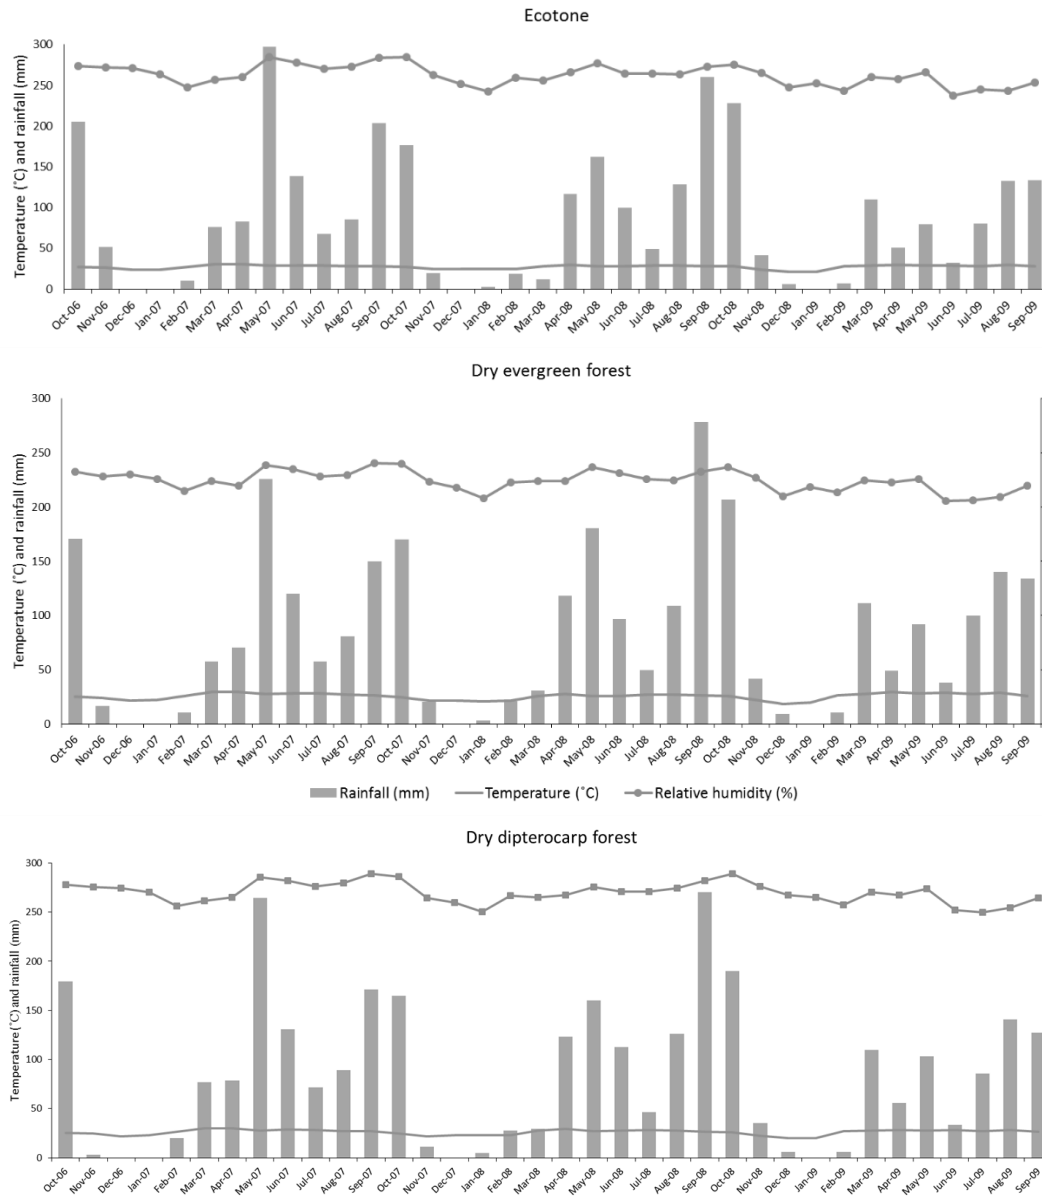 Ecotone
Temperature (˚C) and rainfall (mm)
300
250
200
150
100
50
0
Oct-06 Nov-06 Dec-06 Jan-07 Feb-07 Mar-07 Apr-07 May-07 Jun-07 Jul-07 Aug-07 Sep-07 Oct-07 Nov-07 Dec-07 Jan-08 Feb-08 Mar-08 Apr-08 May-08 Jun-08 Jul-08 Aug-08 Sep-08 Oct-08 Nov-08 Dec-08 Jan-09 Feb-09 Mar-09 Apr-09 May-09 Jun-09 Jul-09 Aug-09 Sep-09
Dry evergreen forest
Temperature (˚C) and rainfall (mm)
300
250
200
150
100
50
0
Oct-06 Nov-06 Dec-06 Jan-07 Feb-07 Mar-07 Apr-07 May-07 Jun-07 Jul-07 Aug-07 Sep-07 Oct-07 Nov-07 Dec-07 Jan-08 Feb-08 Mar-08 Apr-08 May-08 Jun-08 Jul-08 Aug-08 Sep-08 Oct-08 Nov-08 Dec-08 Jan-09 Feb-09 Mar-09 Apr-09 May-09 Jun-09 Jul-09 Aug-09 Sep-09
Rainfall (mm) Temperature (˚C) Relative humidity (%)
Dry dipterocarp forest
Temperature (˚C) and rainfall (mm)
300
250
200
150
100
50
0
Oct-06 Nov-06 Dec-06 Jan-07 Feb-07 Mar-07 Apr-07 May-07 Jun-07 Jul-07 Aug-07 Sep-07 Oct-07 Nov-07 Dec-07 Jan-08 Feb-08 Mar-08 Apr-08 May-08 Jun-08 Jul-08 Aug-08 Sep-08 Oct-08 Nov-08 Dec-08 Jan-09 Feb-09 Mar-09 Apr-09 May-09 Jun-09 Jul-09 Aug-09 Sep-09